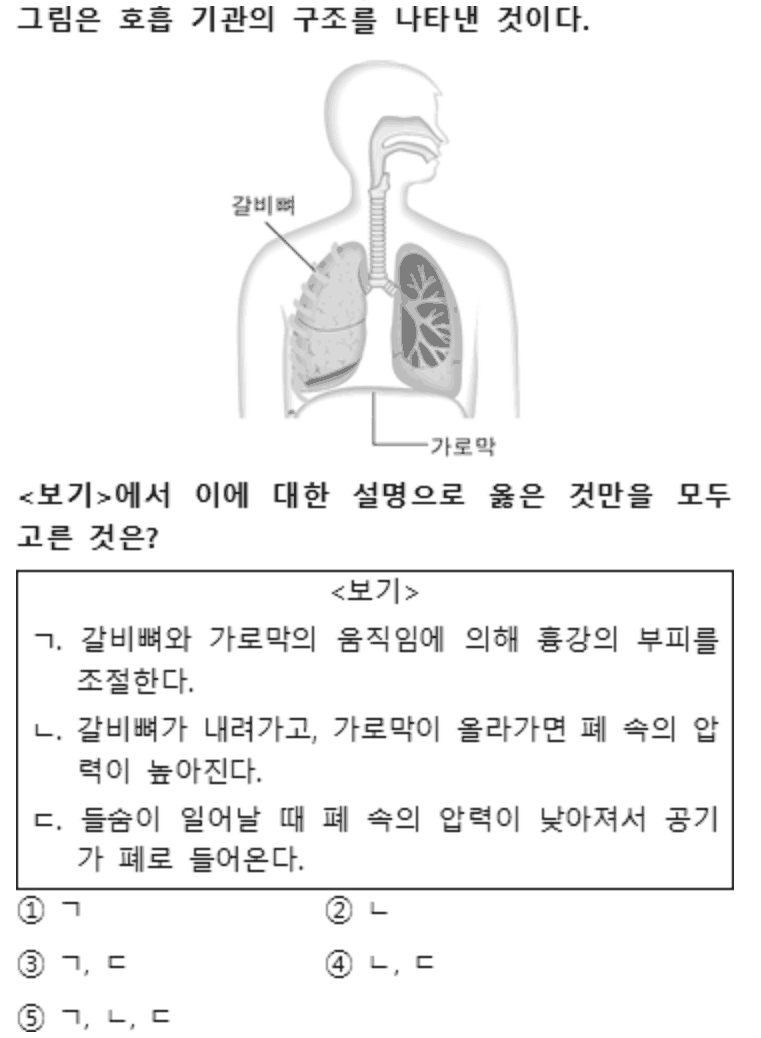 그림은 호흡 기관의 구조를 나타낸 것이다.
갈비뼈
가로막
<보기>에서 이에 대한 설명으로 옳은 것만을 모두
고른 것은?
<보기>
ㄱ. 갈비뼈와 가로막의 움직임에 의해 흉강의 부피를
조절한다.
ㄴ. 갈비뼈가 내려가고, 가로막이 올라가면 폐 속의 압
력이 높아진다.
ㄷ. 들숨이 일어날 때 폐 속의 압력이 낮아져서 공기
가 폐로 들어온다.
① ㄱ ② ㄴ
③ ㄱ, ㄷ ④ ㄴ, ㄷ
⑤ ㄱ, ㄴ, ㄷ